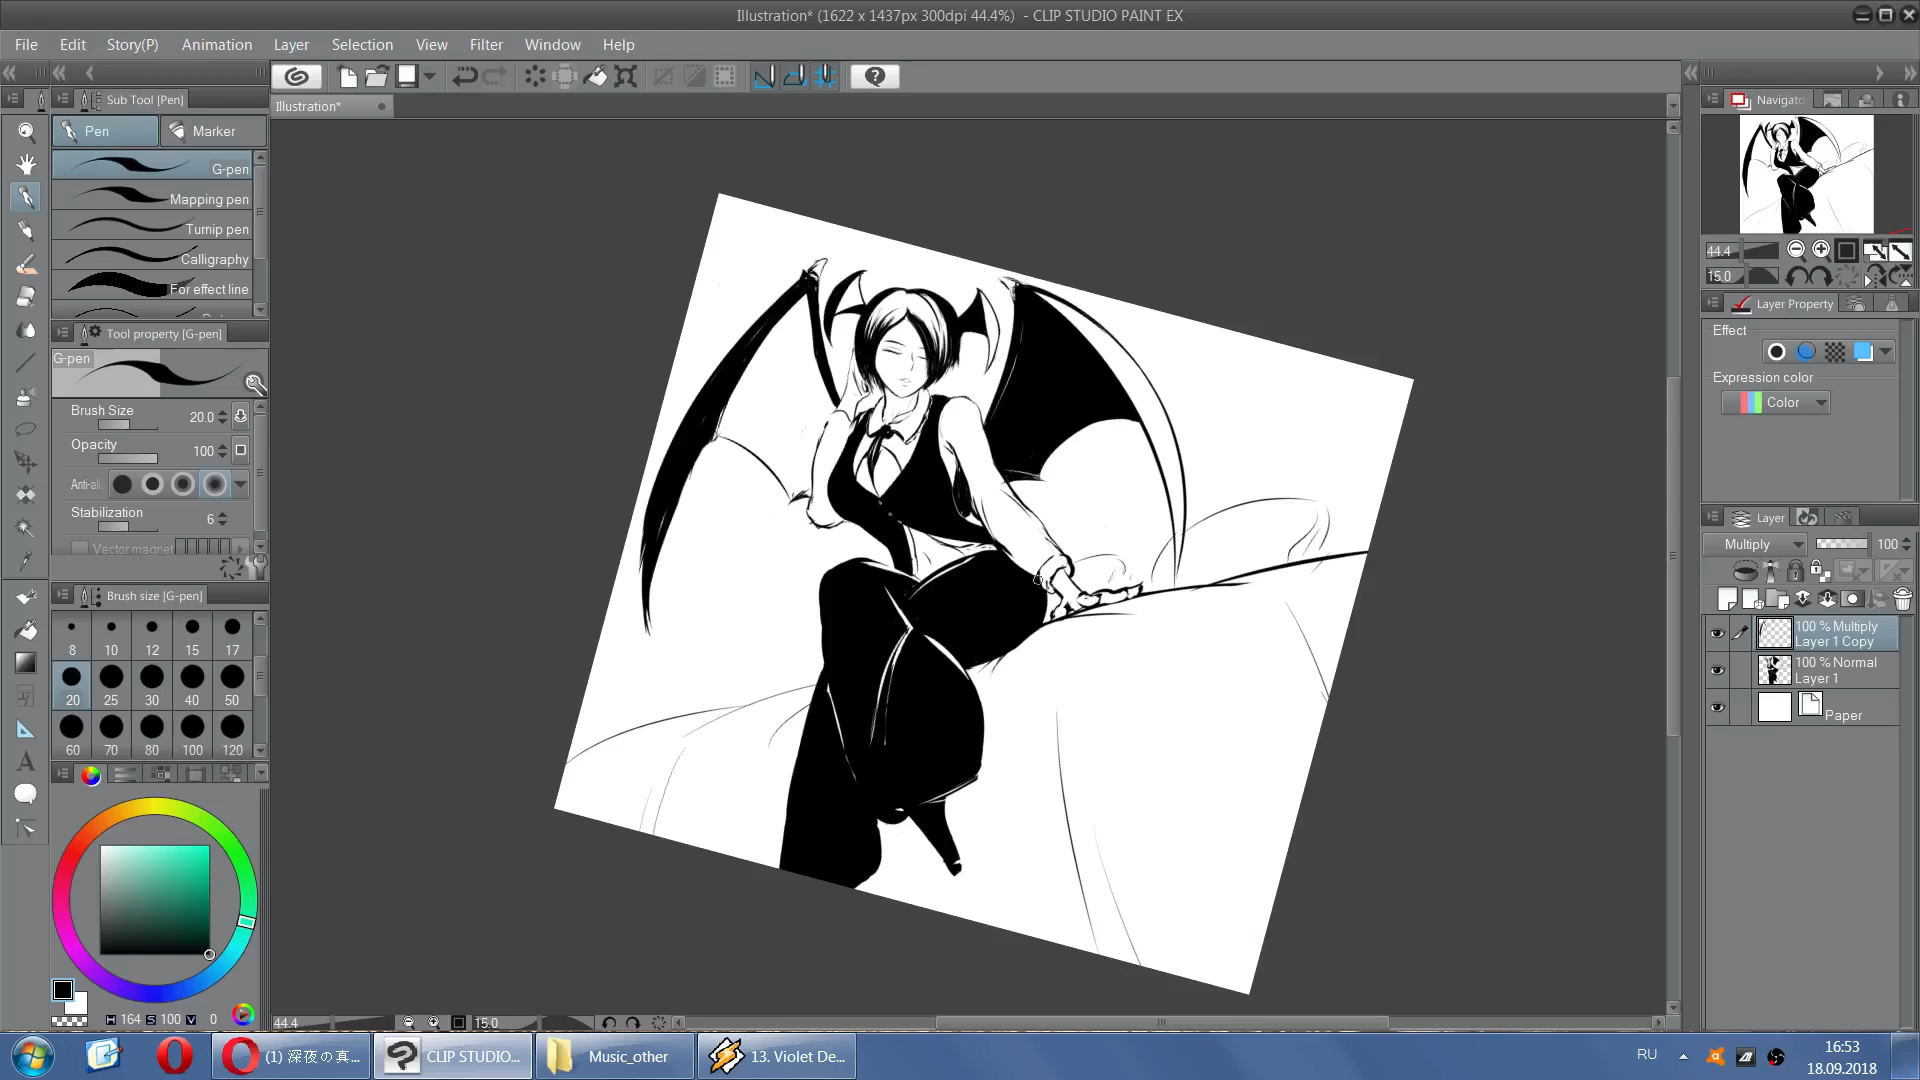 Illustration* (1622 x 1437px 300dpi 44.4%) - CLIP STUDIO PAINT EX
File Edit Story(P) Animation Layer Selection View Filter Window Help
Sub Tool [Pen]
Illustration*
Navigato
Pen Marker
G-pen
Mapping pen
Turnip pen
Calligraphy
For effect line
44.4
15.0
Layer Property
Tool property [G-pen]
Effect
G-pen
Expression color
Color
Brush Size 20.0
Opacity 100
Anti-ali
Stabilization 6
Vector magnet
Layer
Multiply 100
Brush size [G-pen]
8 10 12 15 17
20 25 30 40 50
60 70 80 100 120
100 % Multiply
Layer 1 Copy
100 % Normal
Layer 1
Paper
H 164 S 100 V 0
44.4 15.0
(1) 深夜の真...
CLIP STUDIO...
Music_other
13. Violet De...
RU
16:53
18.09.2018